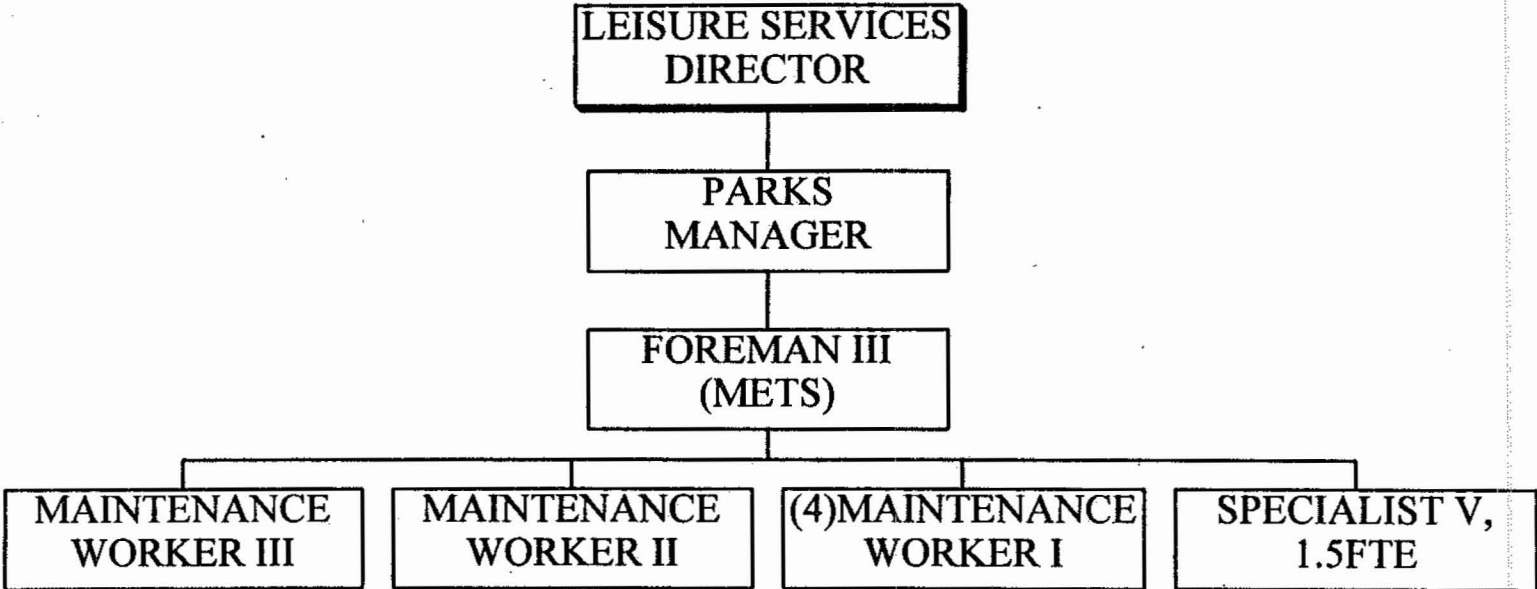 LEISURE SERVICES
DIRECTOR
PARKS
MANAGER
FOREMAN III
(METS)
MAINTENANCE
WORKER III
MAINTENANCE
WORKER II
(4)MAINTENANCE
WORKER I
SPECIALIST V,
1.5FTE